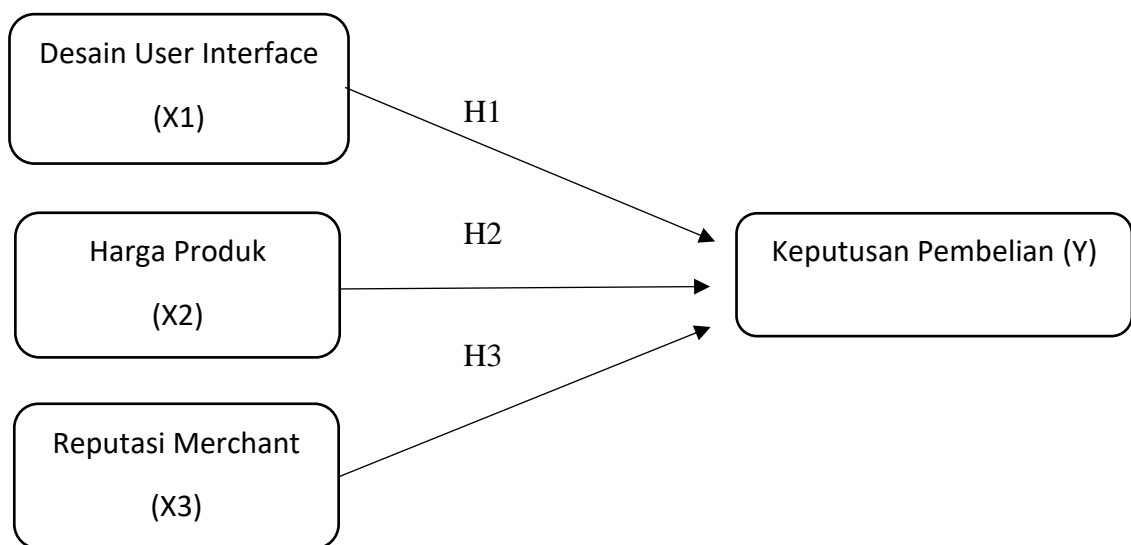 Desain User Interface
(X1)
H1
Harga Produk
(X2)
H2
Keputusan Pembelian (Y)
H3
Reputasi Merchant
(X3)